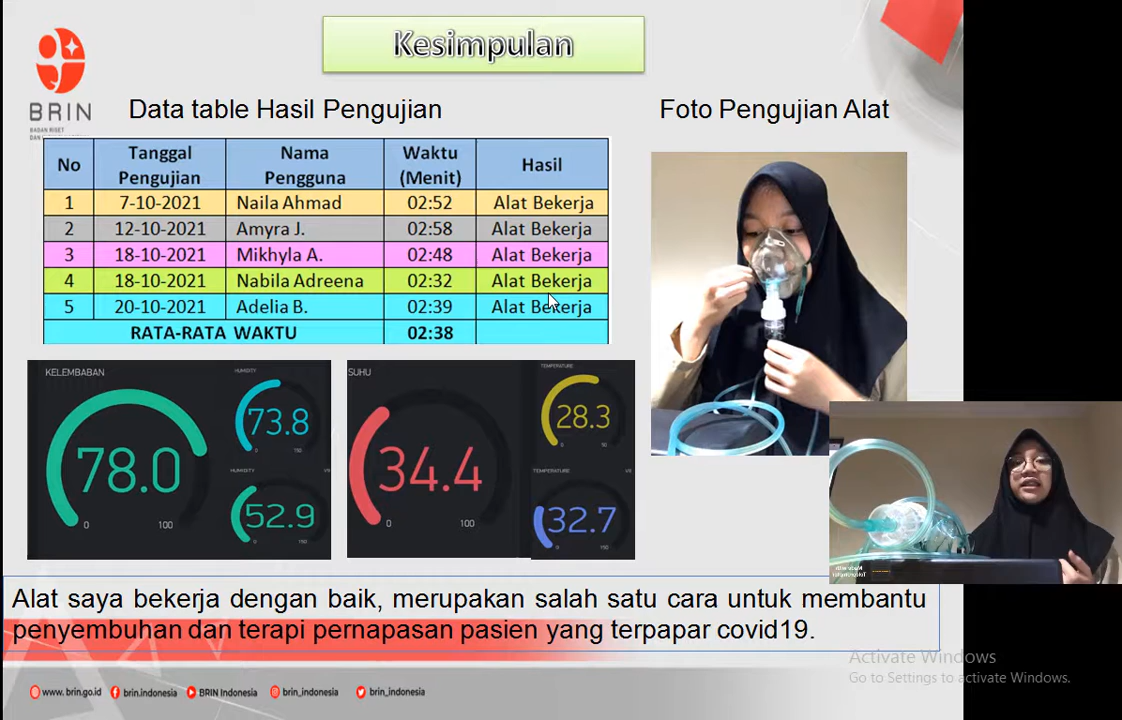 Kesimpulan
BRIN
BADAN RISET
Data table Hasil Pengujian
Foto Pengujian Alat
No Tanggal Pengujian Nama Pengguna Waktu (Menit) Hasil
1 7-10-2021 Naila Ahmad 02:52 Alat Bekerja
2 12-10-2021 Amyra J. 02:58 Alat Bekerja
3 18-10-2021 Mikhyla A. 02:48 Alat Bekerja
4 18-10-2021 Nabila Adreena 02:32 Alat Bekerja
5 20-10-2021 Adelia B. 02:39 Alat Bekerja
RATA-RATA WAKTU 02:38
KELEMBABAN
78.0
0 100
HUMIDITY
73.8
0 150
HUMIDITY
52.9
SUHU
34.4
0 100
TEMPERATURE
28.3
0 50
TEMPERATURE
32.7
Alat saya bekerja dengan baik, merupakan salah satu cara untuk membantu
penyembuhan dan terapi pernapasan pasien yang terpapar covid19.
Activate Windows
Go to Settings to activate Windows.
www. brin.go.id brin.indonesia BRIN Indonesia brin_indonesia brin_indonesia